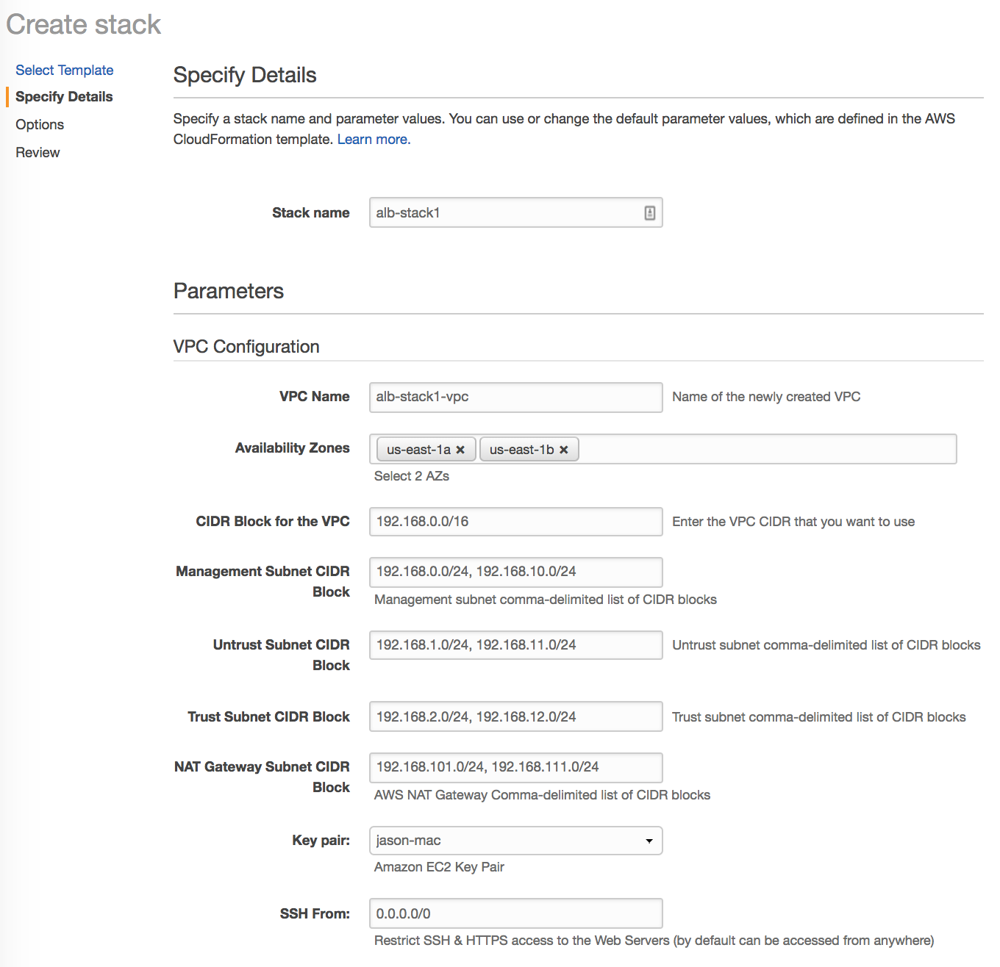 Create stack
Select Template
Specify Details
Options
Review
Specify Details
Specify a stack name and parameter values. You can use or change the default parameter values, which are defined in the AWS
CloudFormation template. Learn more.
Stack name
alb-stack1
Parameters
VPC Configuration
VPC Name
alb-stack1-vpc
Name of the newly created VPC
Availability Zones
us-east-1a ×
us-east-1b ×
Select 2 AZs
CIDR Block for the VPC
192.168.0.0/16
Enter the VPC CIDR that you want to use
Management Subnet CIDR
Block
192.168.0.0/24, 192.168.10.0/24
Management subnet comma-delimited list of CIDR blocks
Untrust Subnet CIDR
Block
192.168.1.0/24, 192.168.11.0/24
Untrust subnet comma-delimited list of CIDR blocks
Trust Subnet CIDR Block
192.168.2.0/24, 192.168.12.0/24
Trust subnet comma-delimited list of CIDR blocks
NAT Gateway Subnet CIDR
Block
192.168.101.0/24, 192.168.111.0/24
AWS NAT Gateway Comma-delimited list of CIDR blocks
Key pair:
jason-mac
Amazon EC2 Key Pair
SSH From:
0.0.0.0/0
Restrict SSH & HTTPS access to the Web Servers (by default can be accessed from anywhere)